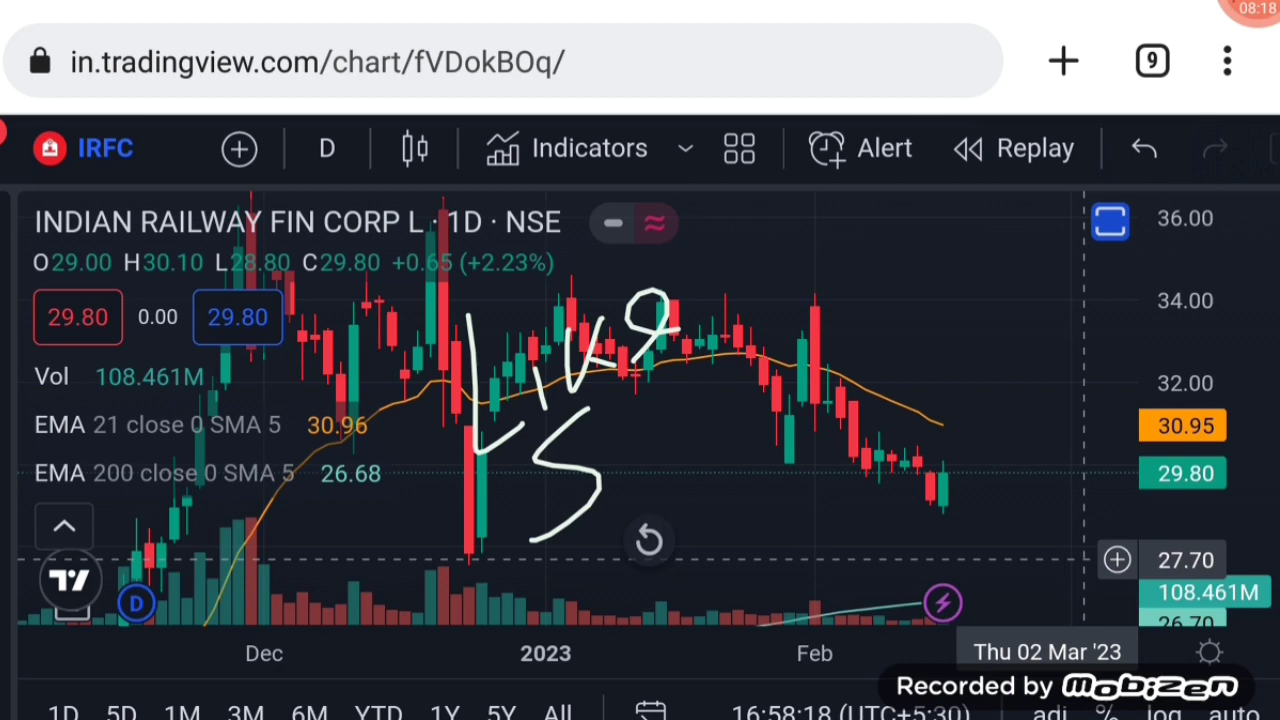 08:18
in.tradingview.com/chart/fVDokBOq/
9
IRFC
D
Indicators
Alert
Replay
INDIAN RAILWAY FIN CORP L · 1D · NSE
O29.00 H30.10 L28.80 C29.80 +0.65 (+2.23%)
29.80 0.00 29.80
Vol 108.461M
EMA 21 close 0 SMA 5 30.96
EMA 200 close 0 SMA 5 26.68
36.00
34.00
32.00
30.95
29.80
27.70
108.461M
26.70
D
Dec 2023 Feb Thu 02 Mar '23
Recorded by mobizen
1D 5D 1M 3M 6M YTD 1Y 5Y All 16:58:18 (UTC+5:30) adj % log auto